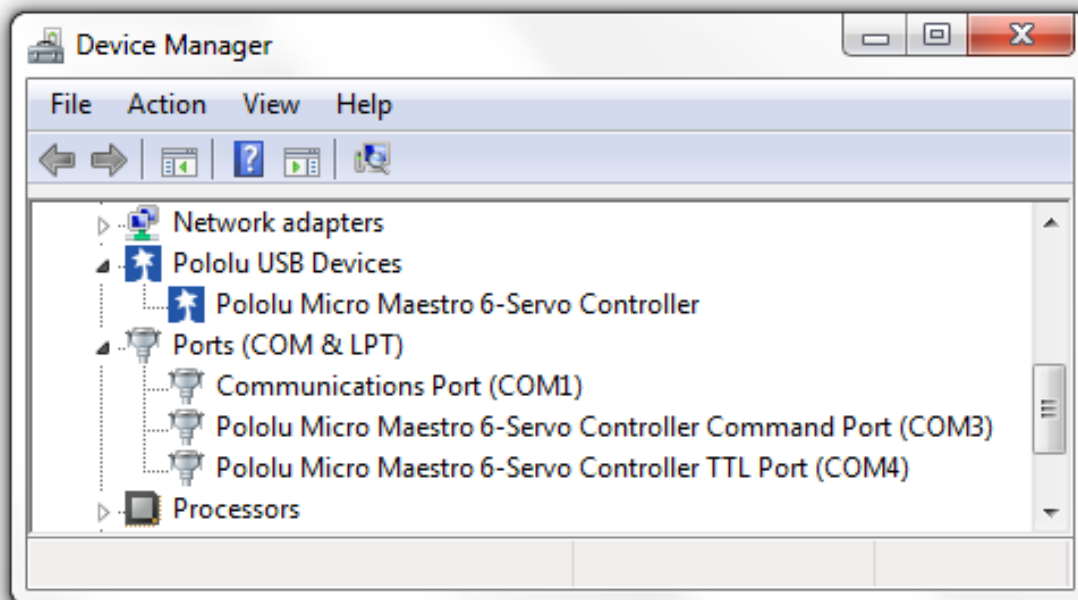 Device Manager
File Action View Help
Network adapters
Pololu USB Devices
Pololu Micro Maestro 6-Servo Controller
Ports (COM & LPT)
Communications Port (COM1)
Pololu Micro Maestro 6-Servo Controller Command Port (COM3)
Pololu Micro Maestro 6-Servo Controller TTL Port (COM4)
Processors